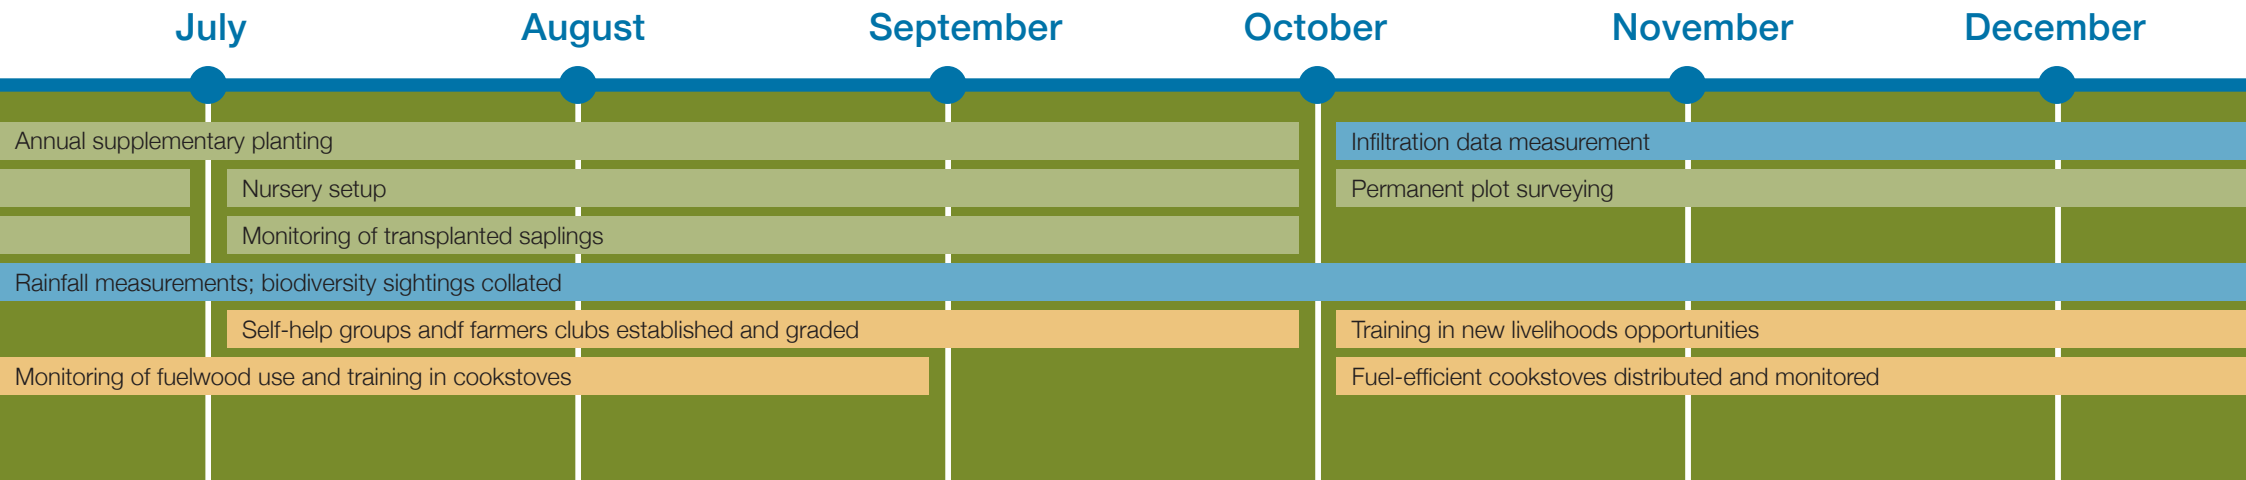 July August September October November December
Annual supplementary planting
Infiltration data measurement
Nursery setup
Permanent plot surveying
Monitoring of transplanted saplings
Rainfall measurements; biodiversity sightings collated
Self-help groups andf farmers clubs established and graded
Training in new livelihoods opportunities
Monitoring of fuelwood use and training in cookstoves
Fuel-efficient cookstoves distributed and monitored